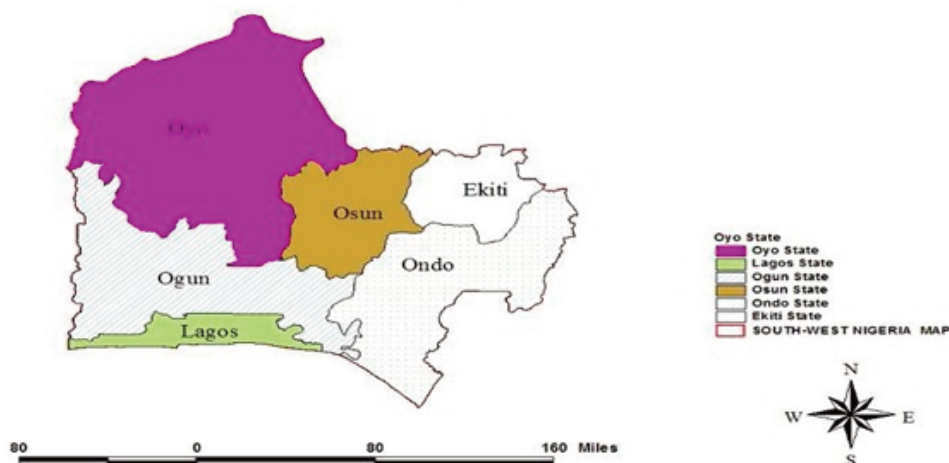 Oyo
Ekiti
Osun
Ondo
Ogun
Lagos
Oyo State
Oyo State
Lagos State
Ogun State
Osun State
Ondo State
Ekiti State
SOUTH-WEST NIGERIA MAP
N
W E
S
80 0 80 160 Miles